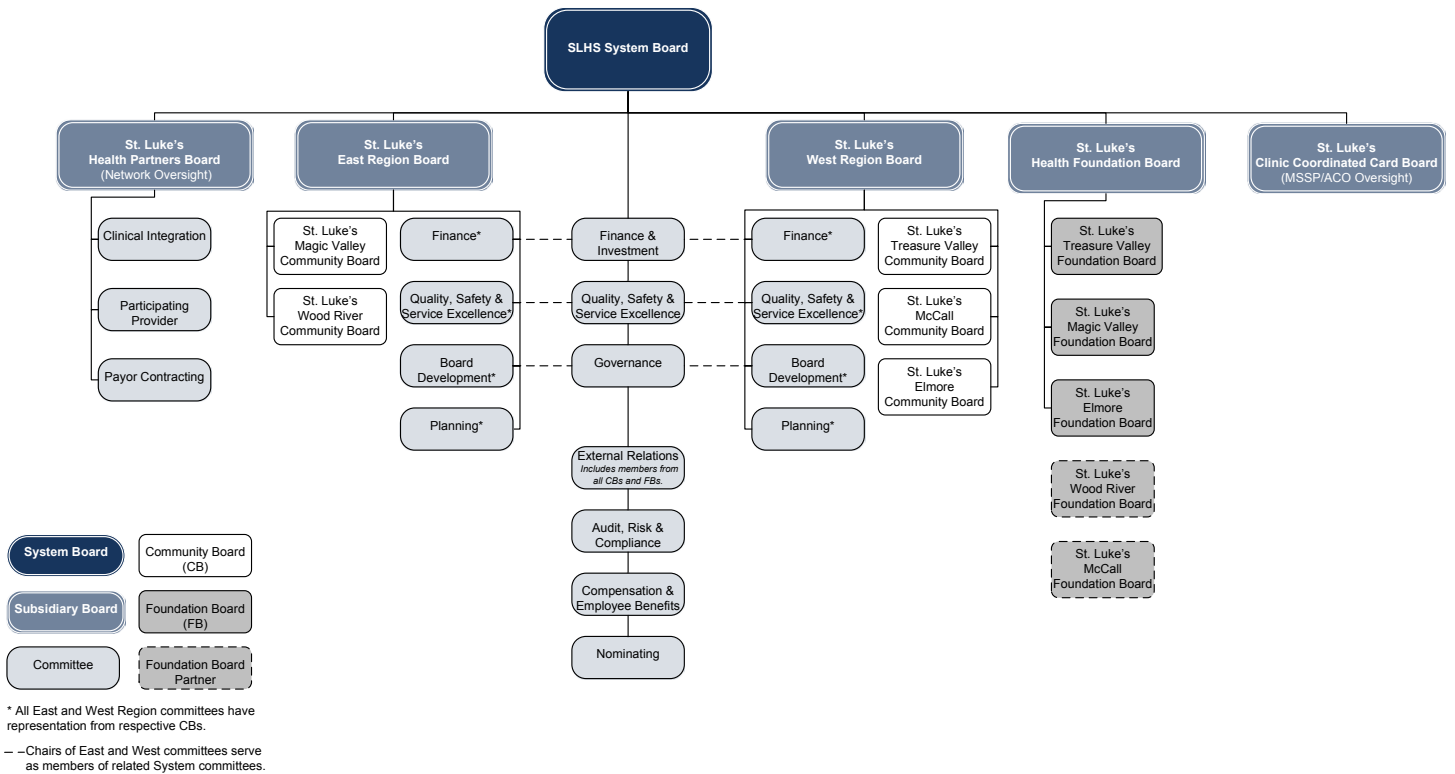 SLHS System Board
St. Luke's
Health Partners Board
(Network Oversight)
St. Luke's
East Region Board
St. Luke's
West Region Board
St. Luke's
Health Foundation Board
St. Luke's
Clinic Coordinated Card Board
(MSSP/ACO Oversight)
Clinical Integration
Participating
Provider
Payor Contracting
St. Luke's
Magic Valley
Community Board
St. Luke's
Wood River
Community Board
Finance*
Quality, Safety &
Service Excellence*
Board
Development*
Planning*
Finance &
Investment
Quality, Safety &
Service Excellence
Governance
External Relations
Includes members from
all CBs and FBs.
Audit, Risk &
Compliance
Compensation &
Employee Benefits
Nominating
Finance*
Quality, Safety &
Service Excellence*
Board
Development*
Planning*
St. Luke's
Treasure Valley
Community Board
St. Luke's
McCall
Community Board
St. Luke's
Elmore
Community Board
St. Luke's
Treasure Valley
Foundation Board
St. Luke's
Magic Valley
Foundation Board
St. Luke's
Elmore
Foundation Board
St. Luke's
Wood River
Foundation Board
St. Luke's
McCall
Foundation Board
System Board
Community Board
(CB)
Subsidiary Board
Foundation Board
(FB)
Committee
Foundation Board
Partner
* All East and West Region committees have
representation from respective CBs.
– –Chairs of East and West committees serve
as members of related System committees.